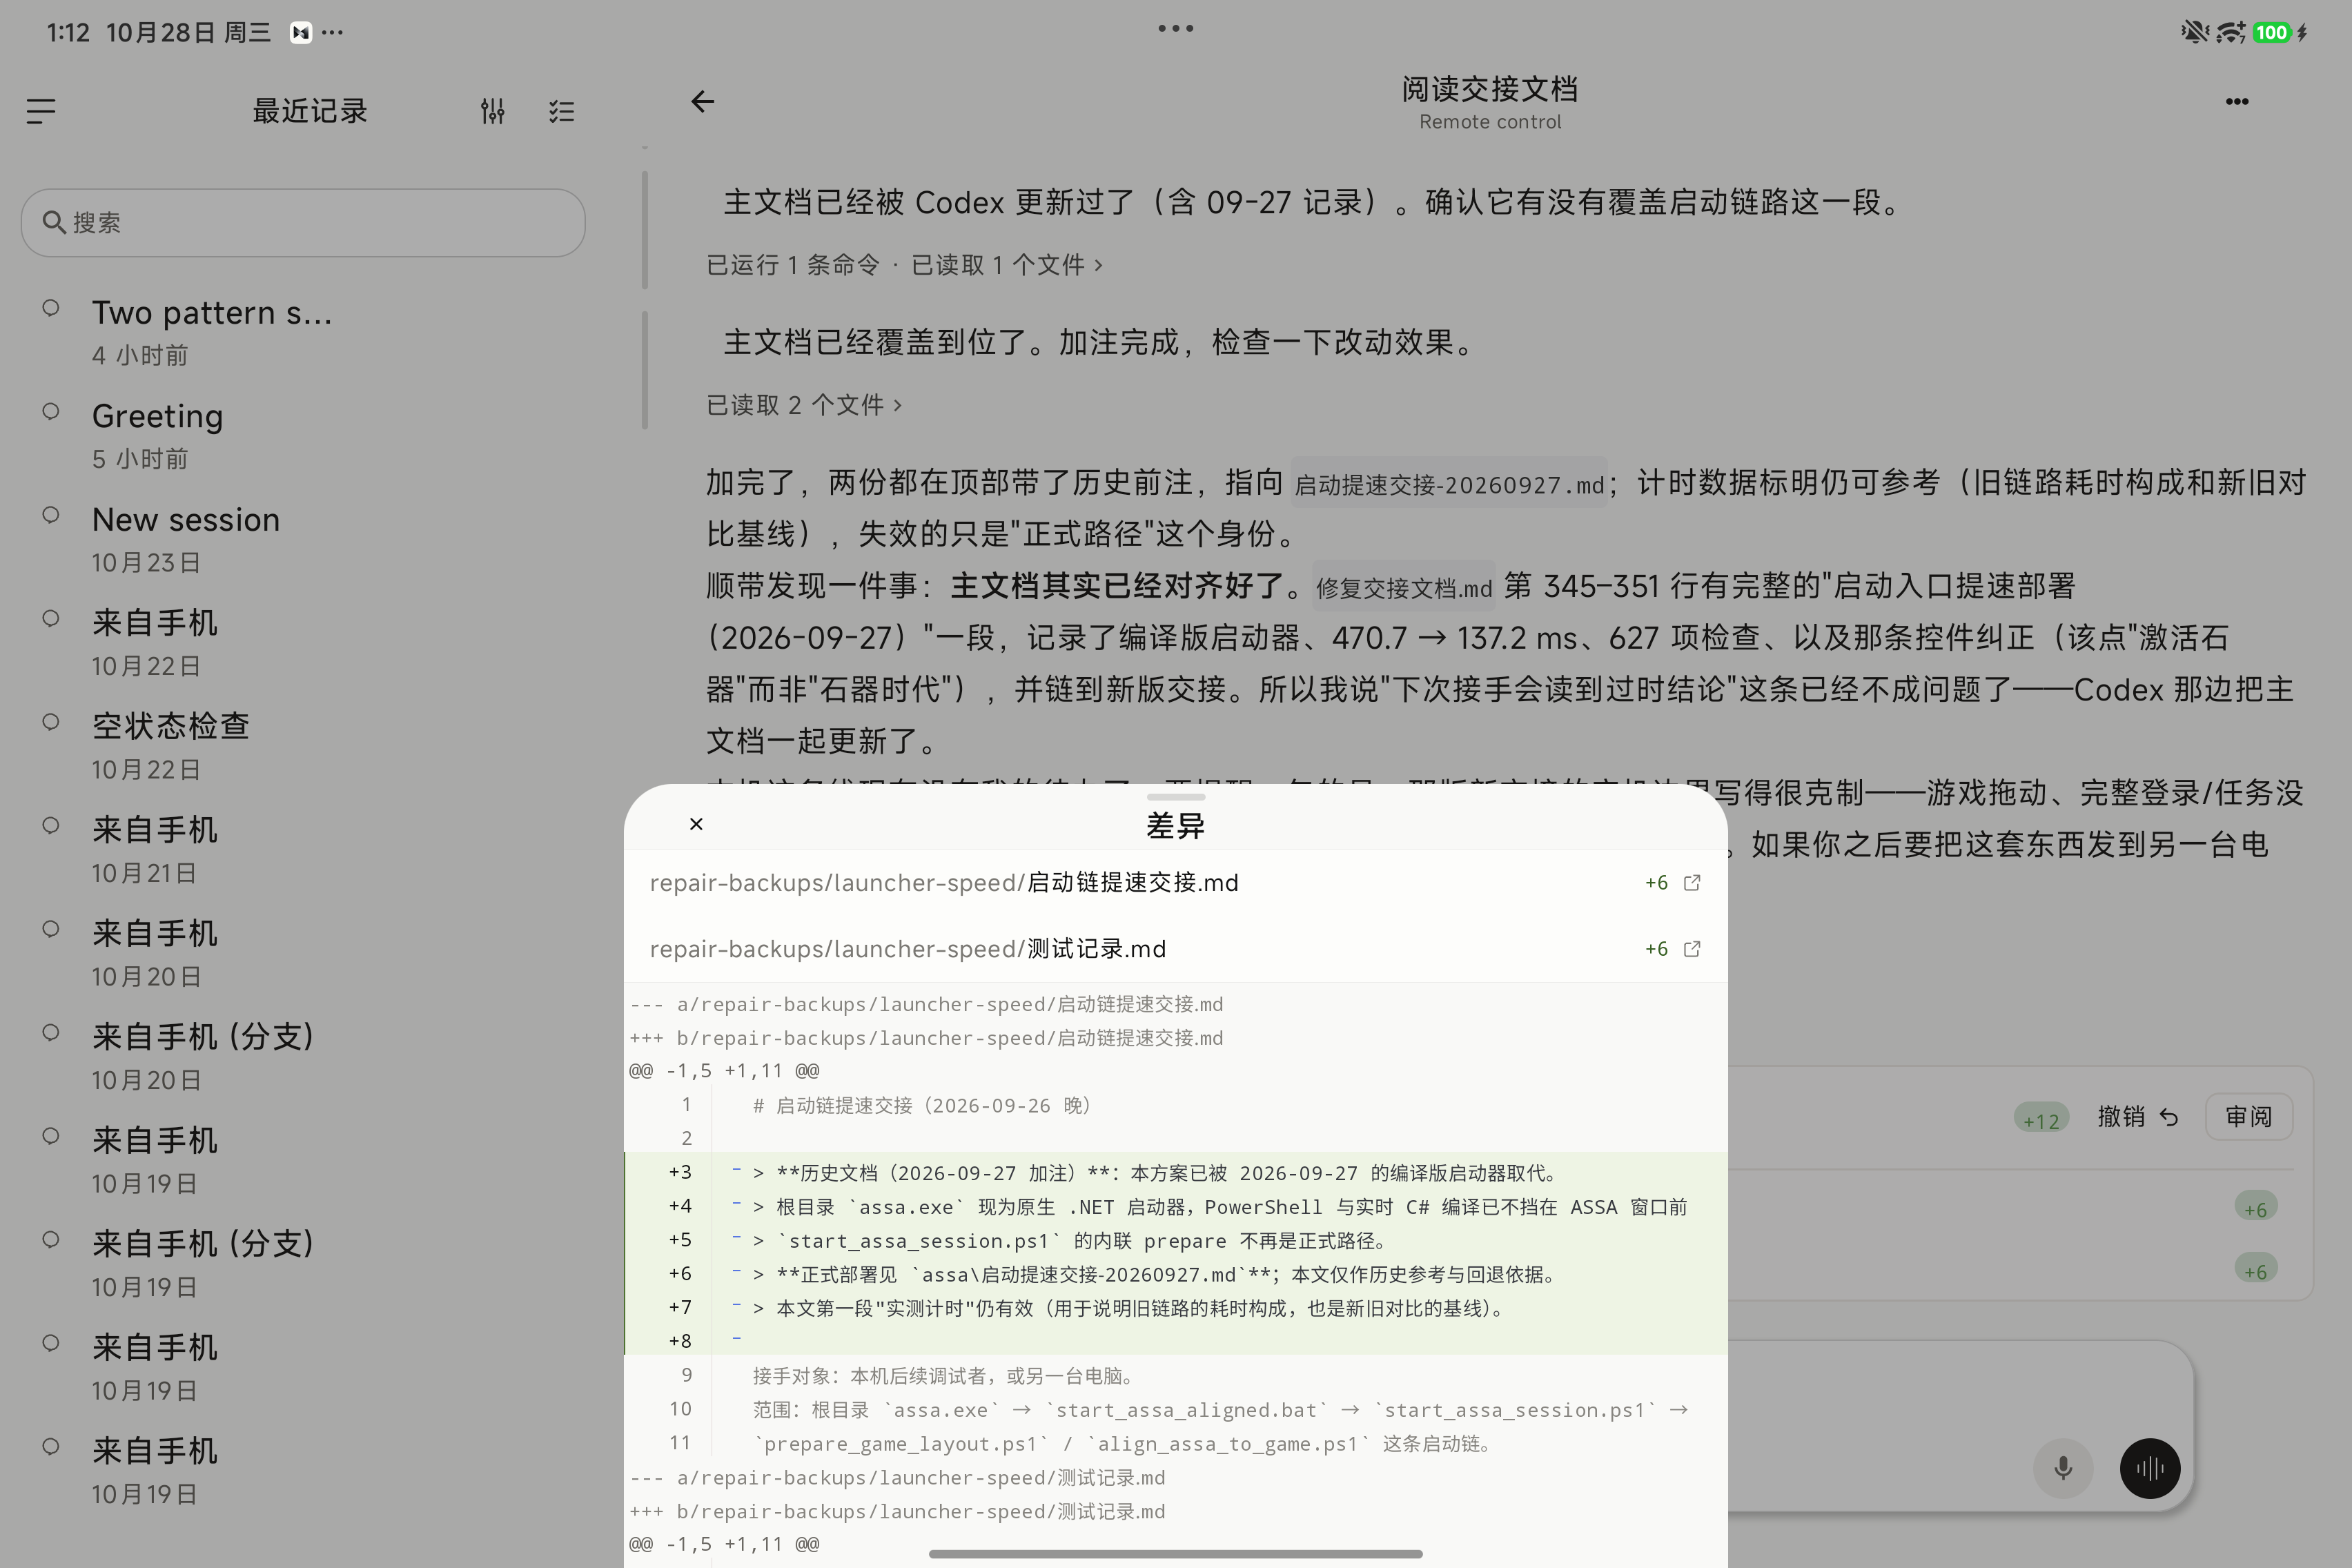 1:12 10月28日 周三 ···
100
最近记录
搜索
Two pattern s...
4 小时前
Greeting
5 小时前
New session
10月23日
来自手机
10月22日
空状态检查
10月22日
来自手机
10月21日
来自手机
10月20日
来自手机 (分支)
10月20日
来自手机
10月19日
来自手机 (分支)
10月19日
来自手机
10月19日
来自手机
10月19日
阅读交接文档
Remote control
主文档已经被 Codex 更新过了（含 09-27 记录）。确认它有没有覆盖启动链路这一段。
已运行 1 条命令 · 已读取 1 个文件 >
主文档已经覆盖到位了。加注完成，检查一下改动效果。
已读取 2 个文件 >
加完了，两份都在顶部带了历史前注，指向 启动提速交接-20260927.md；计时数据标明仍可参考（旧链路耗时构成和新旧对
比基线），失效的只是"正式路径"这个身份。
顺带发现一件事：主文档其实已经对齐好了。修复交接文档.md 第 345–351 行有完整的"启动入口提速部署
（2026-09-27）"一段，记录了编译版启动器、470.7 → 137.2 ms、627 项检查、以及那条控件纠正（该点"激活石
器"而非"石器时代"），并链到新版交接。所以我说"下次接手会读到过时结论"这条已经不成问题了——Codex 那边把主
文档一起更新了。
写得很克制——游戏拖动、完整登录/任务没
。如果你之后要把这套东西发到另一台电
+12 撤销 审阅
+6
+6
差异
repair-backups/launcher-speed/启动链提速交接.md +6
repair-backups/launcher-speed/测试记录.md +6
--- a/repair-backups/launcher-speed/启动链提速交接.md
+++ b/repair-backups/launcher-speed/启动链提速交接.md
@@ -1,5 +1,11 @@
1 # 启动链提速交接（2026-09-26 晚）
2
+3 - > **历史文档（2026-09-27 加注）**：本方案已被 2026-09-27 的编译版启动器取代。
+4 - > 根目录 `assa.exe` 现为原生 .NET 启动器，PowerShell 与实时 C# 编译已不挡在 ASSA 窗口前
+5 - > `start_assa_session.ps1` 的内联 prepare 不再是正式路径。
+6 - > **正式部署见 `assa\启动提速交接-20260927.md`**；本文仅作历史参考与回退依据。
+7 - > 本文第一段"实测计时"仍有效（用于说明旧链路的耗时构成，也是新旧对比的基线）。
+8 -
9 接手对象：本机后续调试者，或另一台电脑。
10 范围：根目录 `assa.exe` → `start_assa_aligned.bat` → `start_assa_session.ps1` →
11 `prepare_game_layout.ps1` / `align_assa_to_game.ps1` 这条启动链。
--- a/repair-backups/launcher-speed/测试记录.md
+++ b/repair-backups/launcher-speed/测试记录.md
@@ -1,5 +1,11 @@